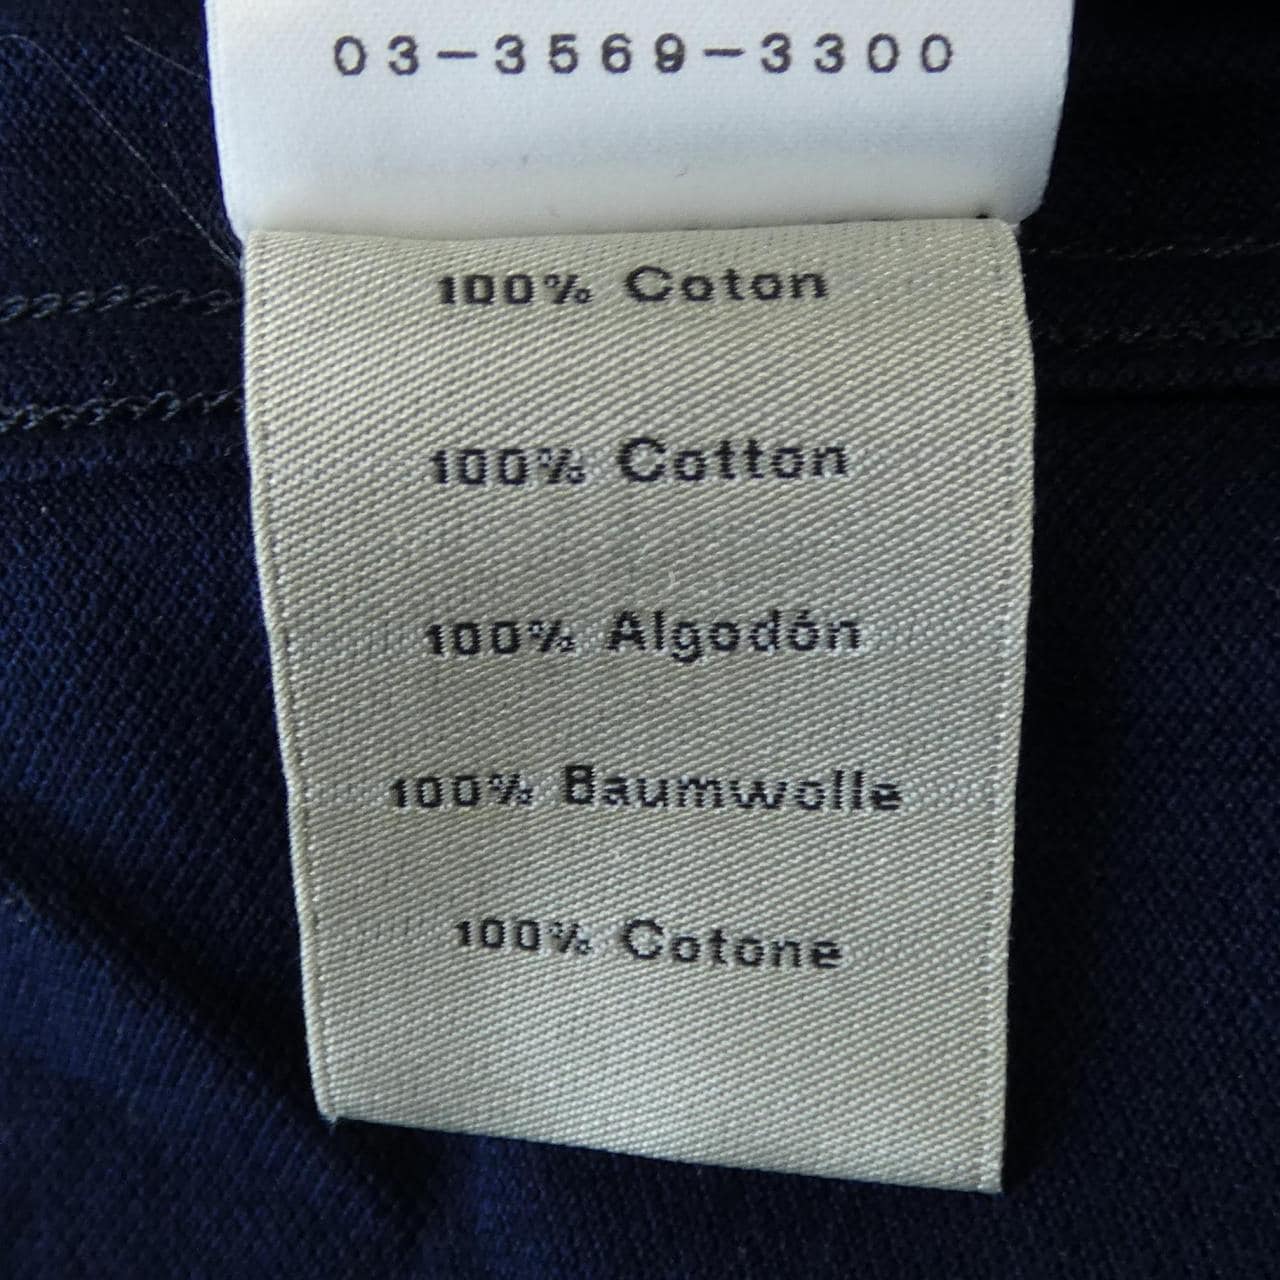 03-3569-3300
100% Coton
100% Cotton
100% Algodón
100% Baumwolle
100% Cotone